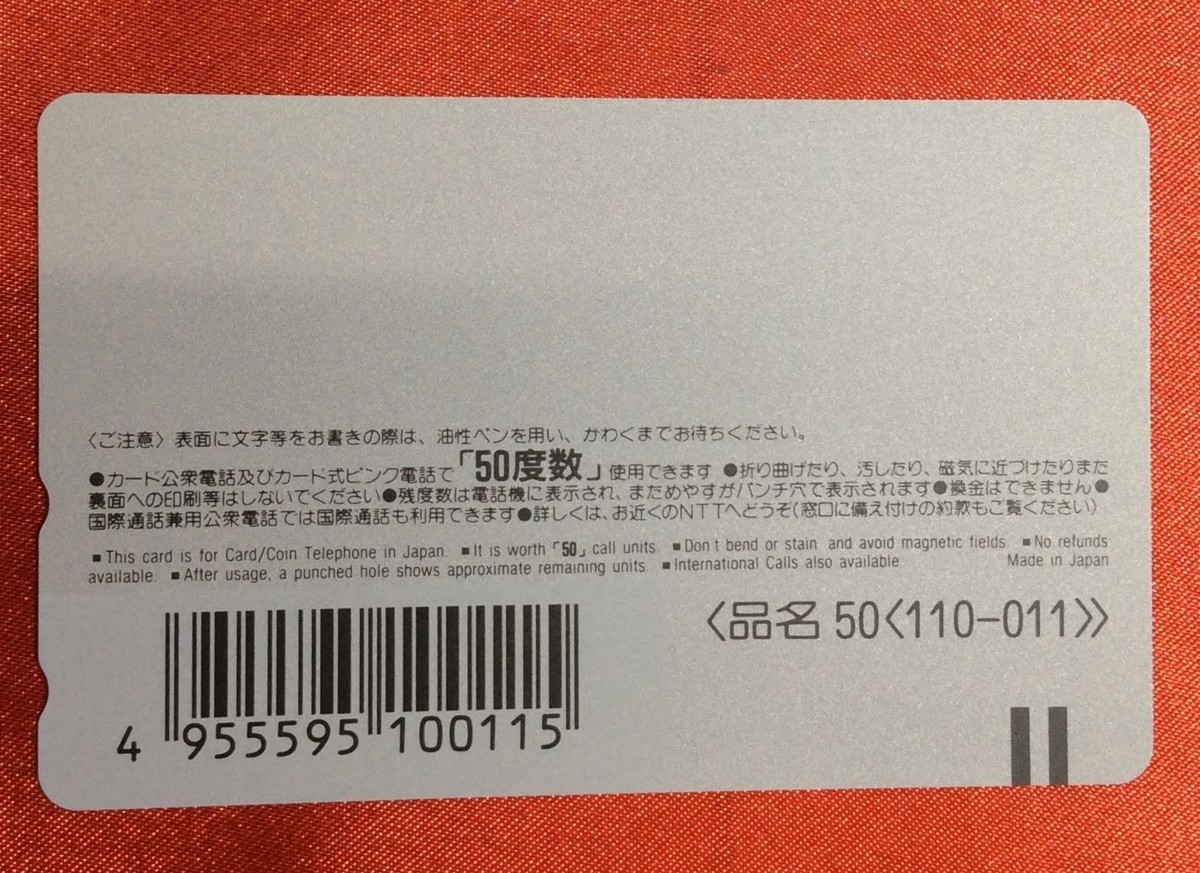 〈ご注意〉表面に文字等をお書きの際は、油性ペンを用い、かわくまでお待ちください。
●カード公衆電話及びカード式ピンク電話で「50度数」使用できます ●折り曲げたり、汚したり、磁気に近づけたりまた
裏面への印刷等はしないでください●残度数は電話機に表示され、まためやすがパンチ穴で表示されます●換金はできません●
国際通話兼用公衆電話では国際通話も利用できます●詳しくは、お近くのNTTへどうぞ(窓口に備え付けの約款もご覧ください)
■This card is for Card/Coin Telephone in Japan. ■It is worth「50」call units. ■Don't bend or stain and avoid magnetic fields. ■No refunds
available. ■After usage, a punched hole shows approximate remaining units. ■International Calls also available Made in Japan
〈品名 50〈110-011〉〉
4 955595 100115